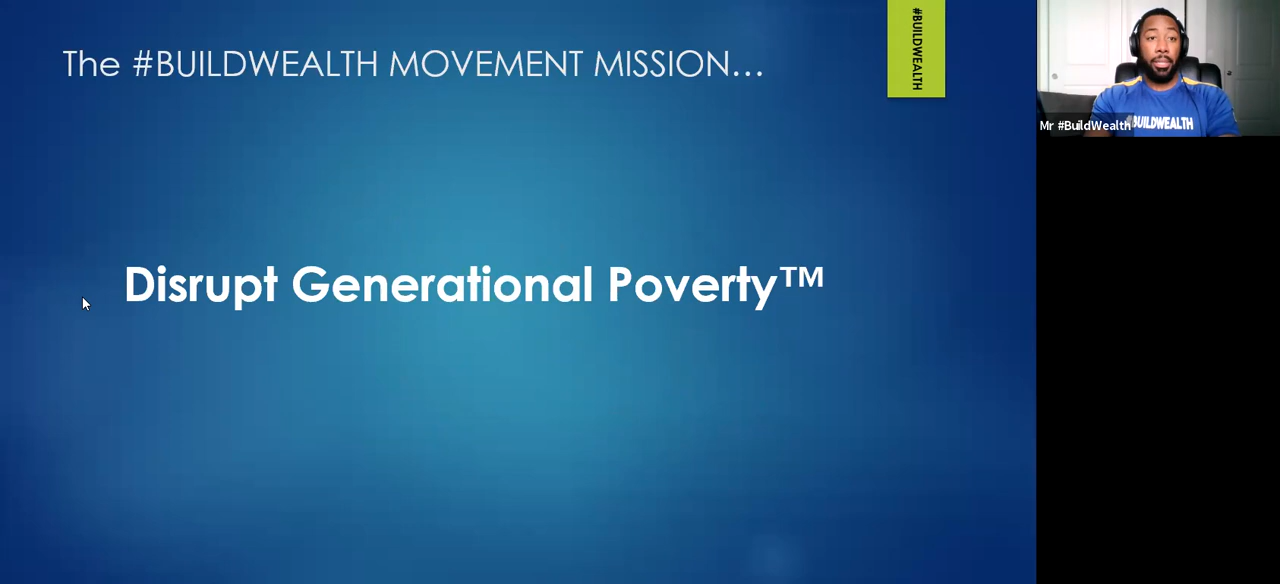 The #BUILDWEALTH MOVEMENT MISSION...
#BUILDWEALTH
Disrupt Generational Poverty™
Mr #BuildWealth
#BUILDWEALTH